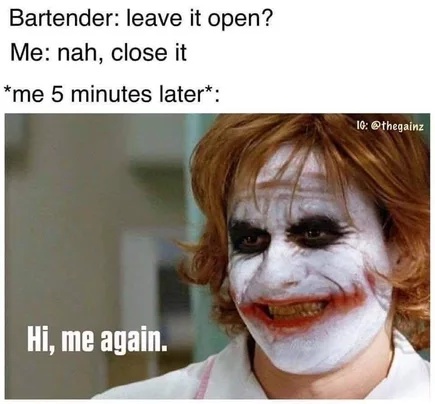 Bartender: leave it open?
Me: nah, close it
*me 5 minutes later*:
IG: @thegainz
Hi, me again.